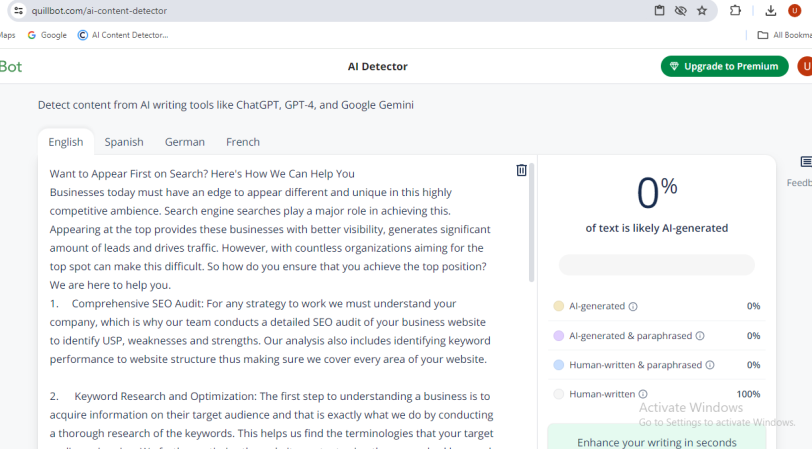 quillbot.com/ai-content-detector
U
Maps
Google
AI Content Detector...
All Bookma
Bot
AI Detector
Upgrade to Premium
U
Detect content from AI writing tools like ChatGPT, GPT-4, and Google Gemini
English
Spanish
German
French
Want to Appear First on Search? Here's How We Can Help You
Businesses today must have an edge to appear different and unique in this highly
competitive ambience. Search engine searches play a major role in achieving this.
Appearing at the top provides these businesses with better visibility, generates significant
amount of leads and drives traffic. However, with countless organizations aiming for the
top spot can make this difficult. So how do you ensure that you achieve the top position?
We are here to help you.
1. Comprehensive SEO Audit: For any strategy to work we must understand your
company, which is why our team conducts a detailed SEO audit of your business website
to identify USP, weaknesses and strengths. Our analysis also includes identifying keyword
performance to website structure thus making sure we cover every area of your website.
2. Keyword Research and Optimization: The first step to understanding a business is to
acquire information on their target audience and that is exactly what we do by conducting
a thorough research of the keywords. This helps us find the terminologies that your target
0%
of text is likely AI-generated
AI-generated 0%
AI-generated & paraphrased 0%
Human-written & paraphrased 0%
Human-written 100%
Activate Windows
Go to Settings to activate Windows.
Enhance your writing in seconds
Feedb